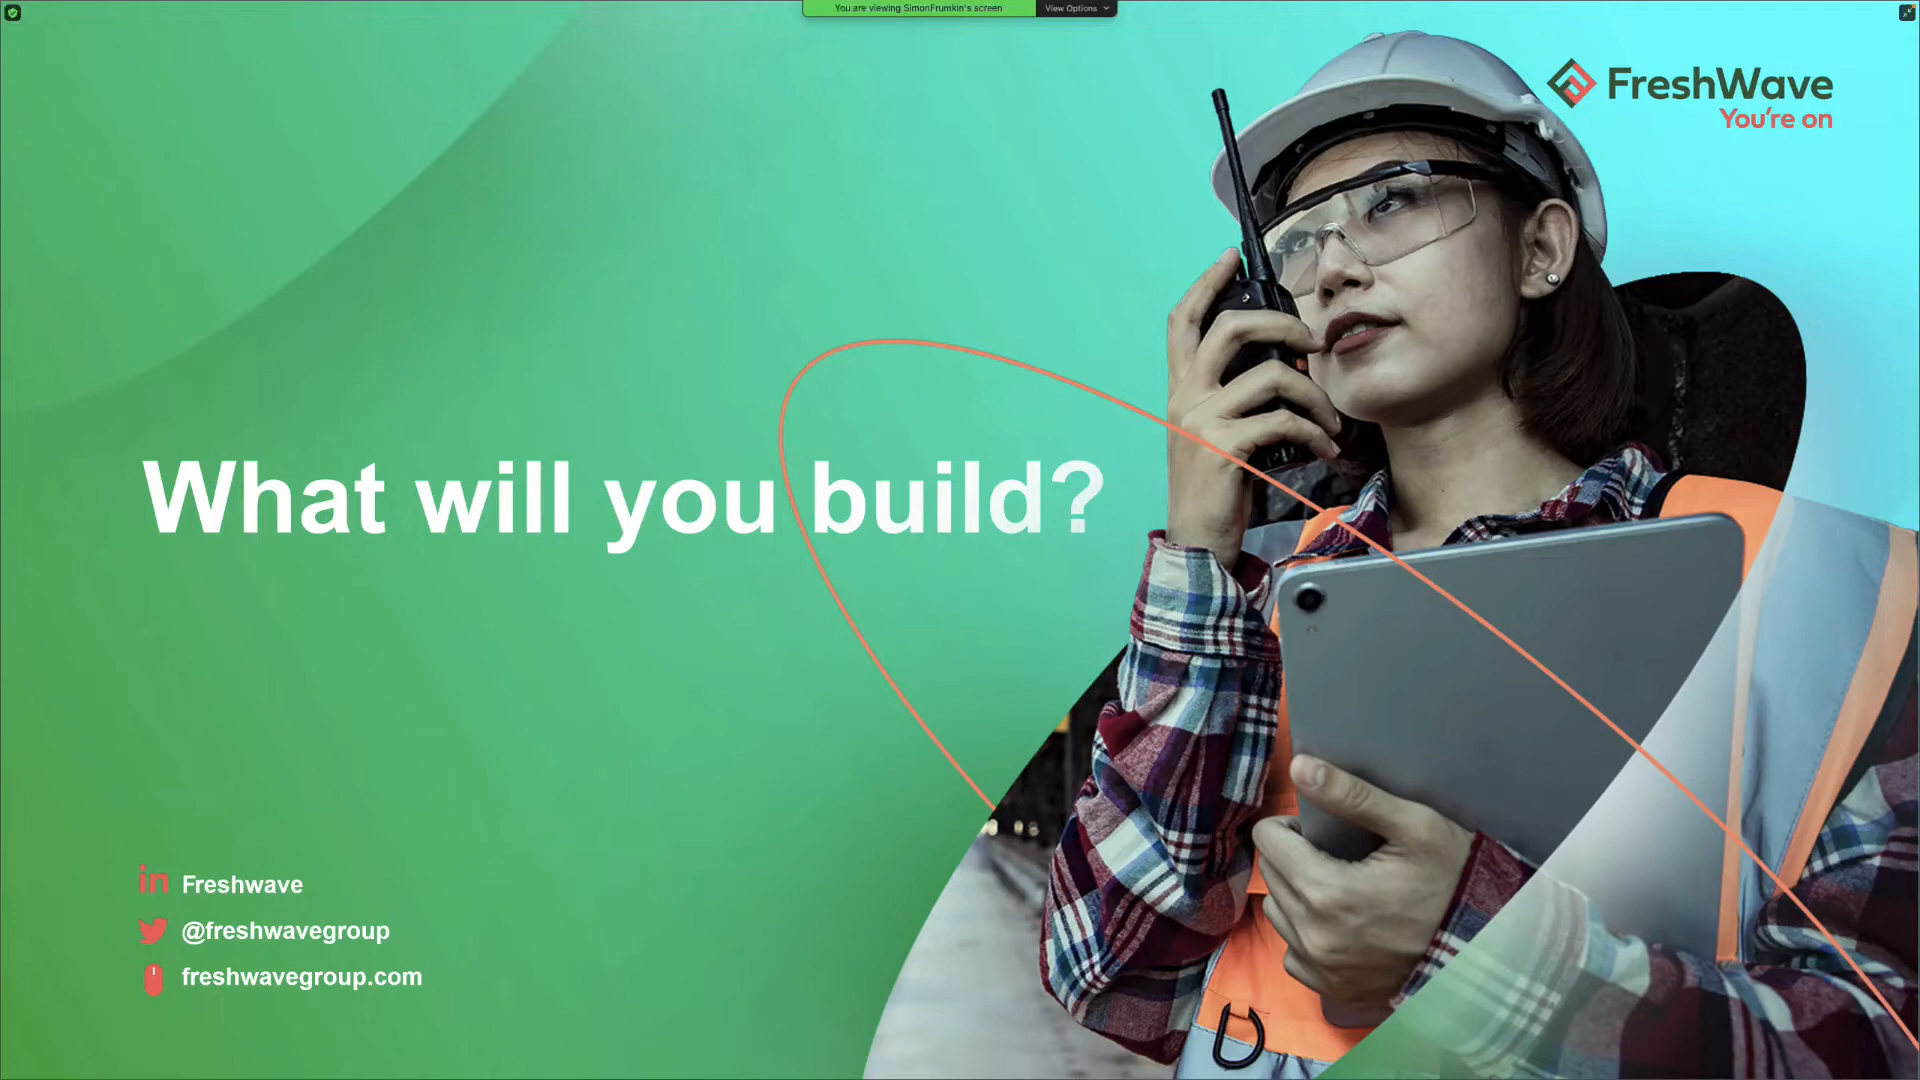 You are viewing SimonFrumkin's screen
View Options
FreshWave
You're on
What will you build?
in Freshwave
@freshwavegroup
freshwavegroup.com